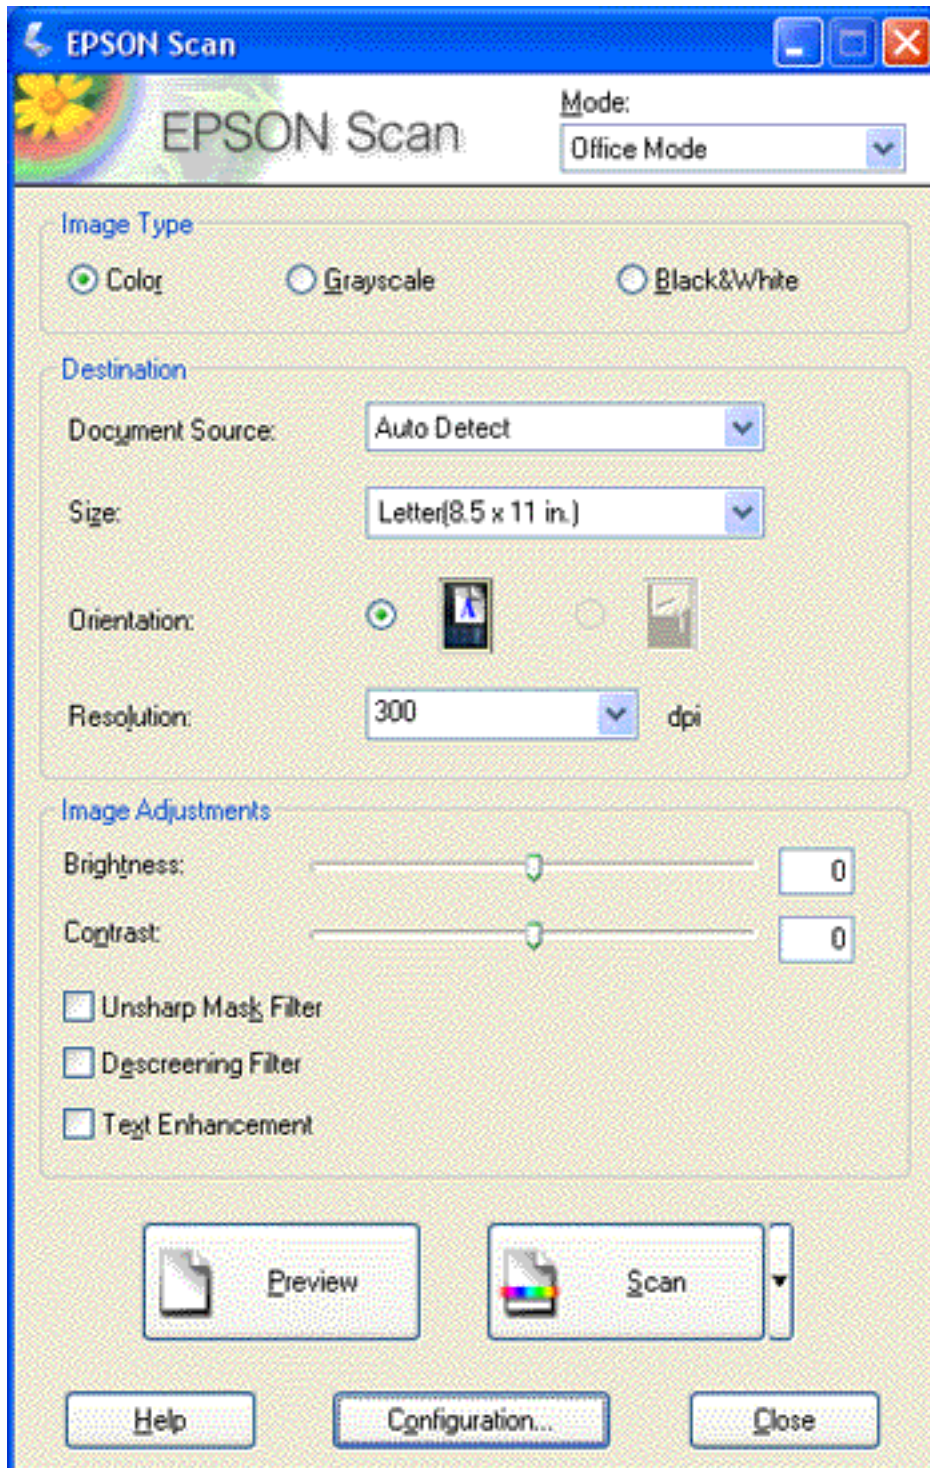 EPSON Scan
EPSON Scan
Mode:
Office Mode
Image Type
Color
Grayscale
Black&White
Destination
Document Source:
Auto Detect
Size:
Letter(8.5 x 11 in.)
Orientation:
A
Resolution:
300
dpi
Image Adjustments
Brightness:
0
Contrast:
0
Unsharp Mask Filter
Descreening Filter
Text Enhancement
Preview
Scan
Help
Configuration...
Close